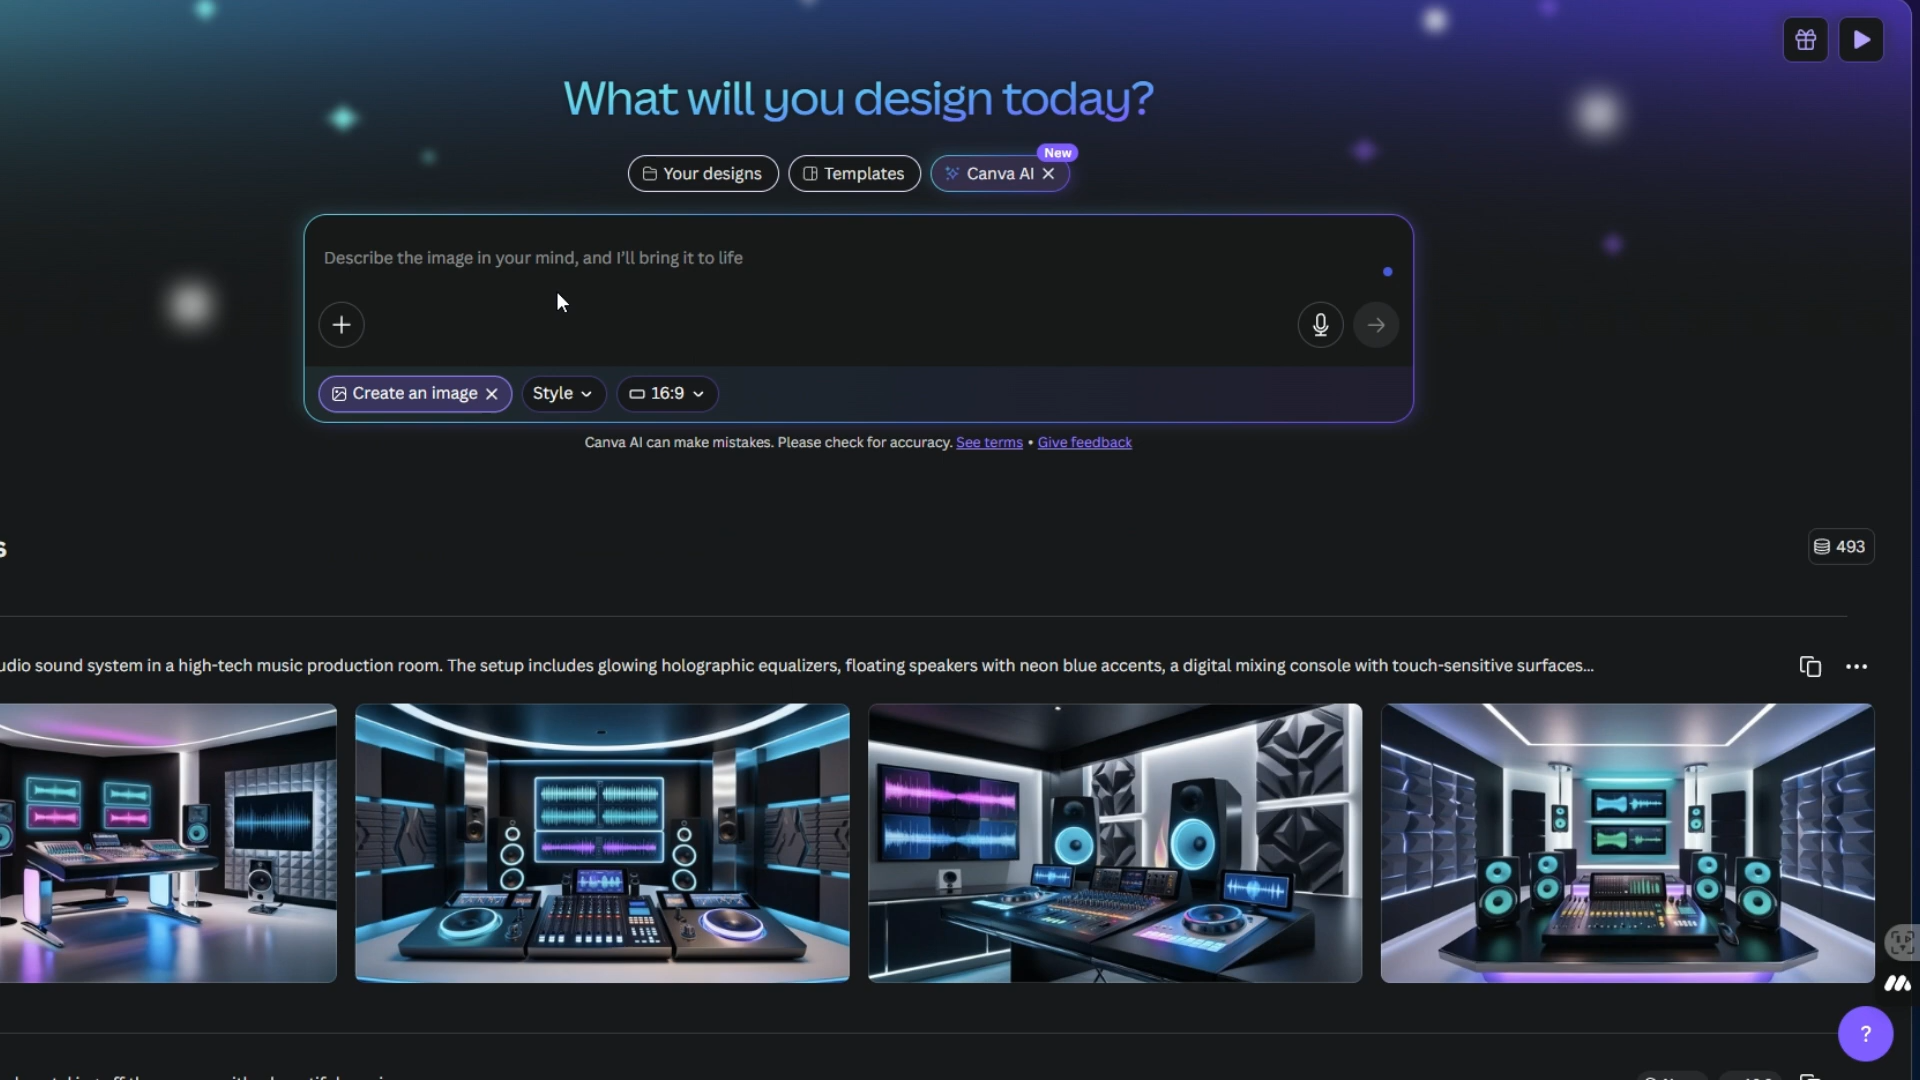 What will you design today?
New
Your designs
Templates
Canva AI
Describe the image in your mind, and I'll bring it to life
Create an image
Style
16:9
Canva AI can make mistakes. Please check for accuracy. See terms • Give feedback
s
493
udio sound system in a high-tech music production room. The setup includes glowing holographic equalizers, floating speakers with neon blue accents, a digital mixing console with touch-sensitive surfaces...
?